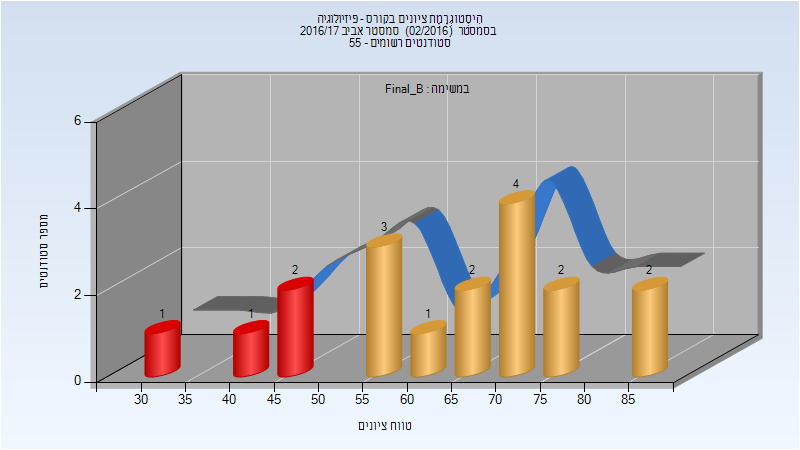 היסטוגרמת ציונים בקורס - פיזיולוגיה
בסמסטר (02/2016) סמסטר אביב 2016/17
סטודנטים רשומים - 55
במשימה : Final_B
6
4
2
0
מספר סטודנטים
1
1
2
3
1
2
4
2
2
30 35 40 45 50 55 60 65 70 75 80 85
טווח ציונים